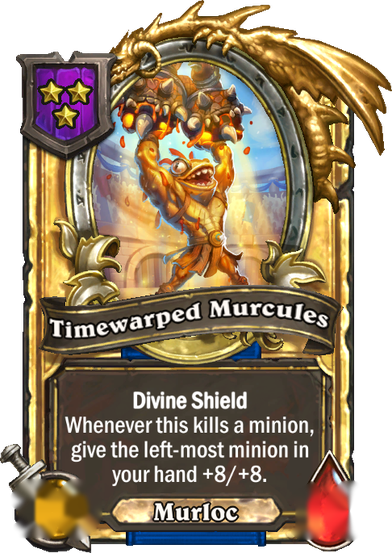 Timewarped Murcules
Divine Shield
Whenever this kills a minion,
give the left-most minion in
your hand +8/+8.
Murloc